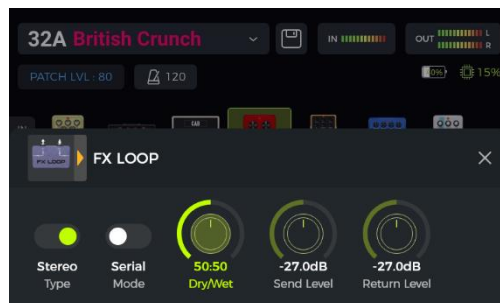 32A British Crunch
IN
OUT
L
R
PATCH LVL : 80
120
0%
15%
CAB
FX LOOP
FX LOOP
50:50
-27.0dB
-27.0dB
Stereo
Serial
Dry/Wet
Send Level
Return Level
Type
Mode